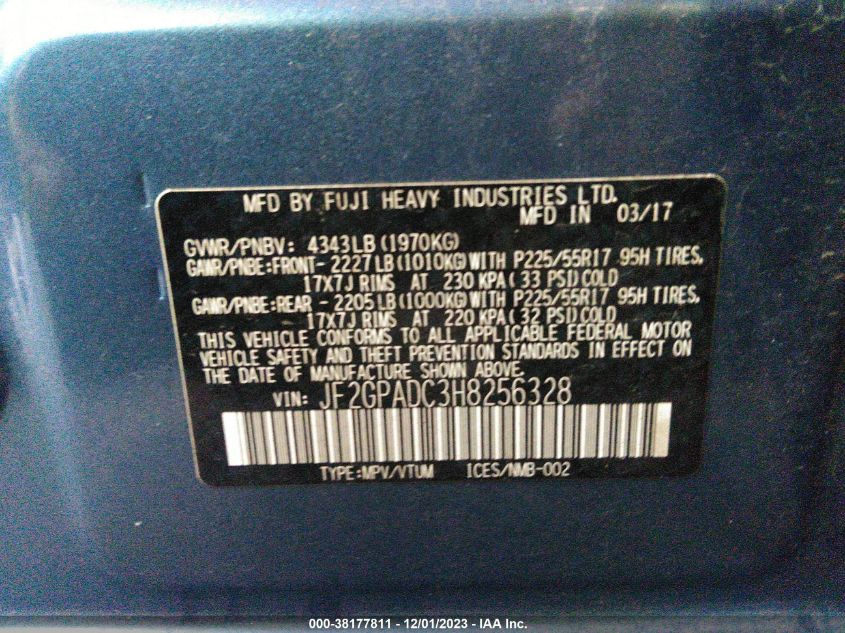 MFD BY FUJI HEAVY INDUSTRIES LTD.
MFD IN 03/17
GVWR/PNBV: 4343LB (1970KG)
GAWR/PNBE:FRONT- 2227LB(1010KG)WITH P225/55R17 95H TIRES.
17X7J RIMS AT 230 KPA( 33 PSI)COLD
GAWR/PNBE:REAR - 2205LB(1000KG)WITH P225/55R17 95H TIRES.
17X7J RIMS AT 220 KPA( 32 PSI)COLD
THIS VEHICLE CONFORMS TO ALL APPLICABLE FEDERAL MOTOR
VEHICLE SAFETY AND THEFT PREVENTION STANDARDS IN EFFECT ON
THE DATE OF MANUFACTURE SHOWN ABOVE.
VIN: JF2GPADC3H8256328
TYPE:MPV/VTUM ICES/NMB-002
000-38177811 - 12/01/2023 - IAA Inc.